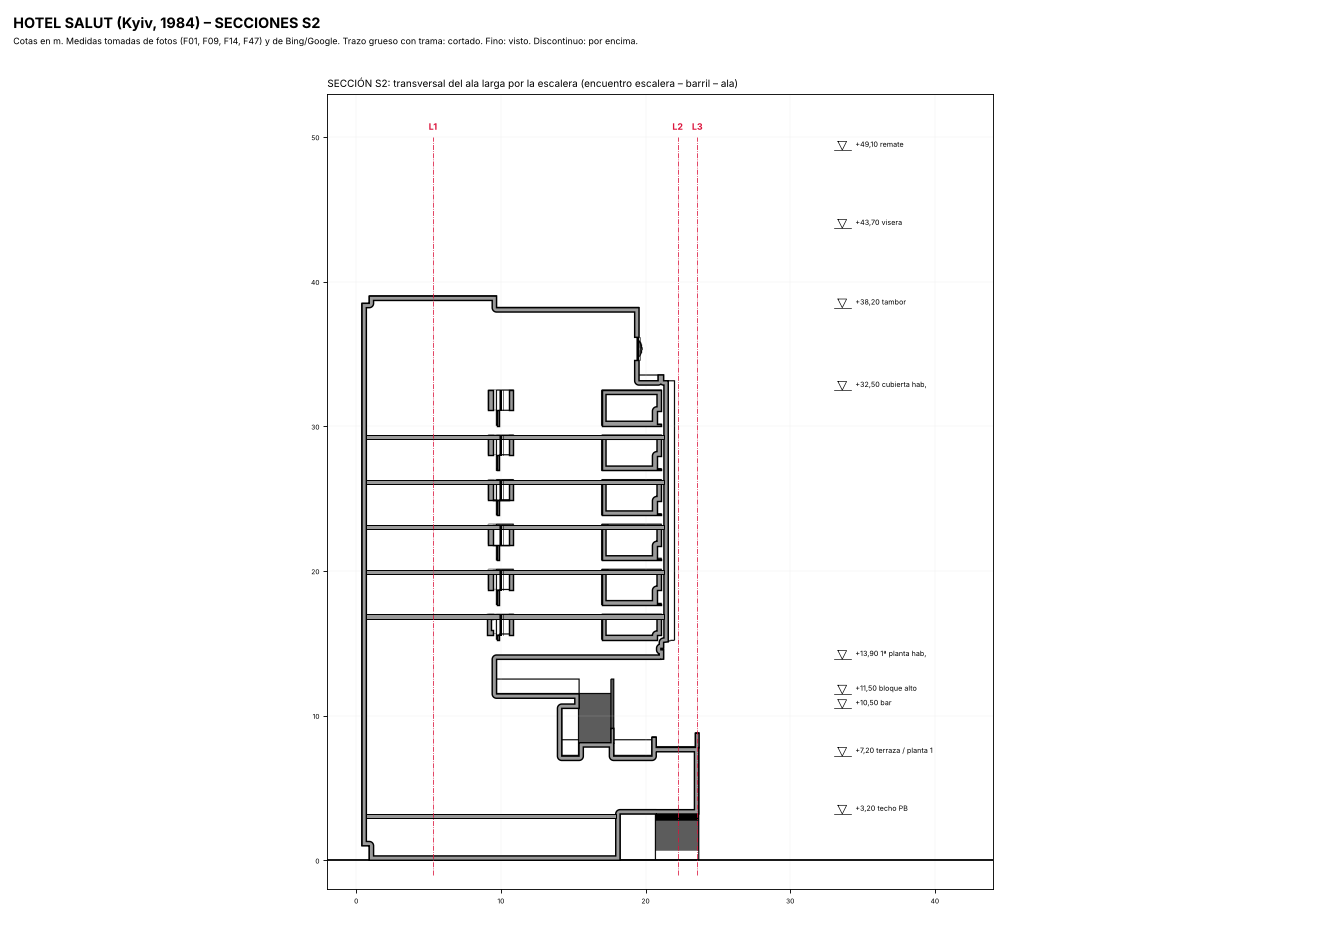 HOTEL SALUT (Kyiv, 1984) – SECCIONES S2
Cotas en m. Medidas tomadas de fotos (F01, F09, F14, F47) y de Bing/Google. Trazo grueso con trama: cortado. Fino: visto. Discontinuo: por encima.
SECCIÓN S2: transversal del ala larga por la escalera (encuentro escalera – barril – ala)
L1 L2 L3
50
+49,10 remate
+43,70 visera
40
+38,20 tambor
+32,50 cubierta hab,
30
20
+13,90 1ª planta hab,
+11,50 bloque alto
+10,50 bar
10
+7,20 terraza / planta 1
+3,20 techo PB
0
0 10 20 30 40